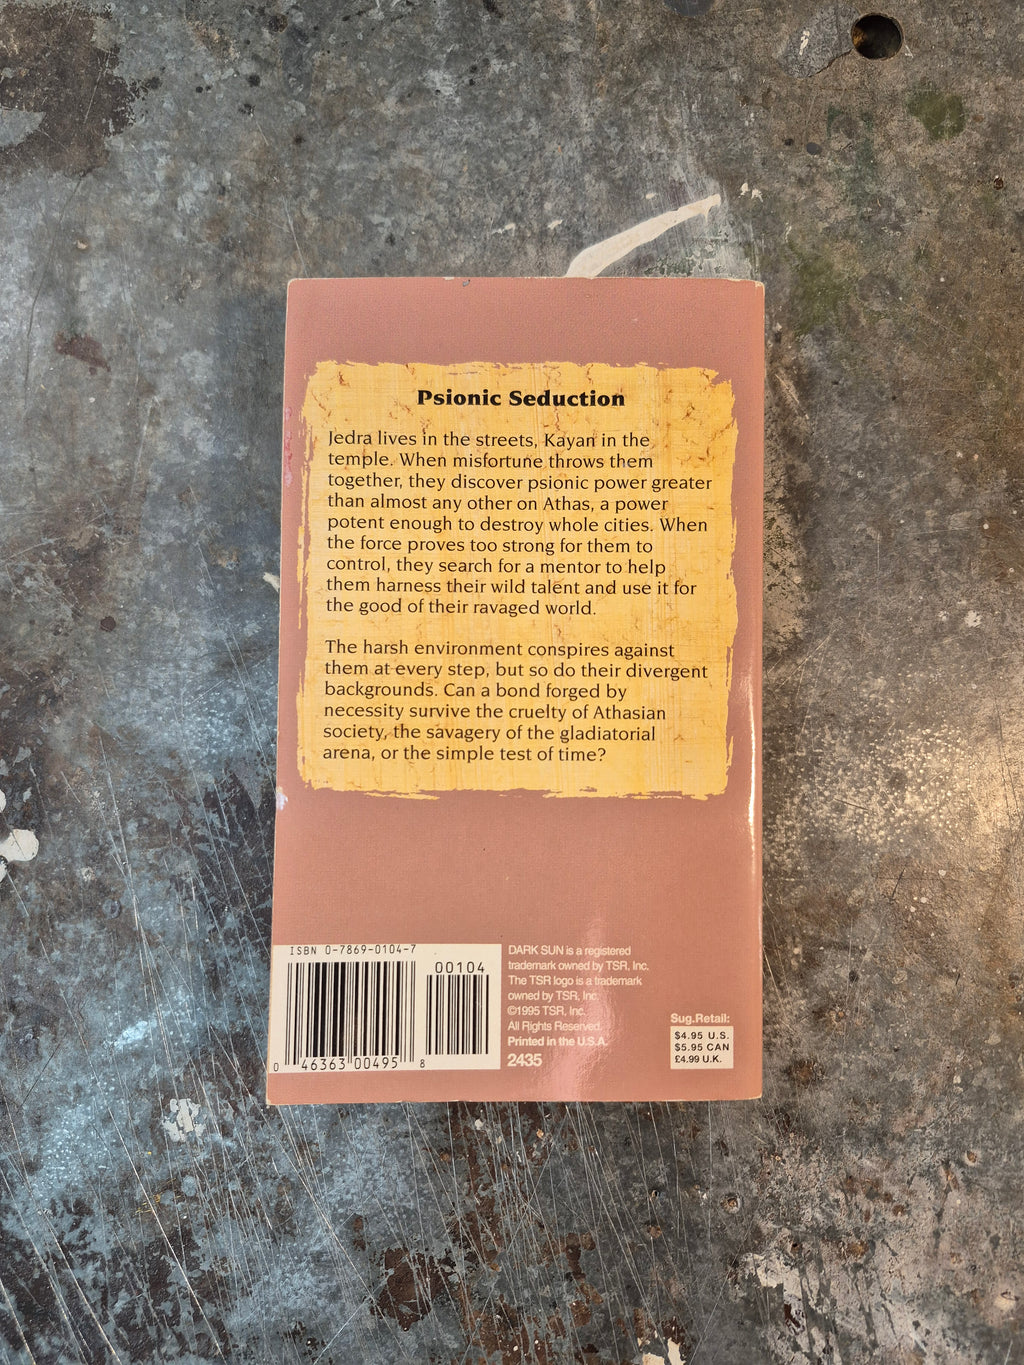 Psionic Seduction
Jedra lives in the streets, Kayan in the
temple. When misfortune throws them
together, they discover psionic power greater
than almost any other on Athas, a power
potent enough to destroy whole cities. When
the force proves too strong for them to
control, they search for a mentor to help
them harness their wild talent and use it for
the good of their ravaged world.
The harsh environment conspires against
them at every step, but so do their divergent
backgrounds. Can a bond forged by
necessity survive the cruelty of Athasian
society, the savagery of the gladiatorial
arena, or the simple test of time?
ISBN 0-7869-0104-7
00104
0 46363 00495 8
DARK SUN is a registered
trademark owned by TSR, Inc.
The TSR logo is a trademark
owned by TSR, Inc.
©1995 TSR, Inc.
All Rights Reserved.
Printed in the U.S.A.
2435
Sug.Retail:
$4.95 U.S.
$5.95 CAN
£4.99 U.K.